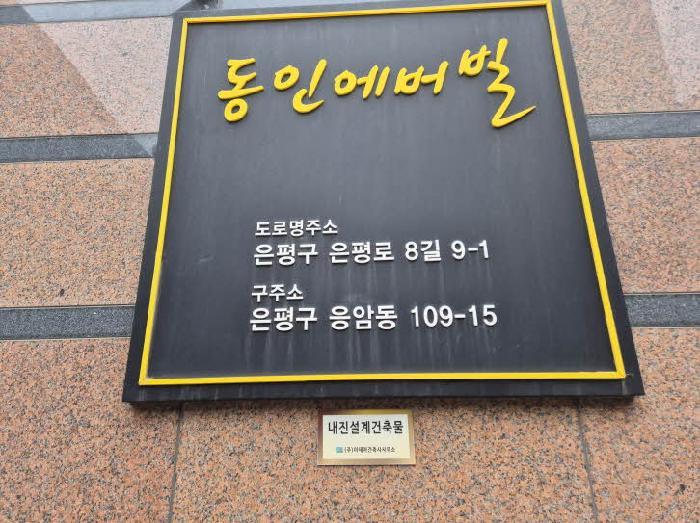 동인에버빌
도로명주소
은평구 은평로 8길 9-1
구주소
은평구 응암동 109-15
내진설계건축물